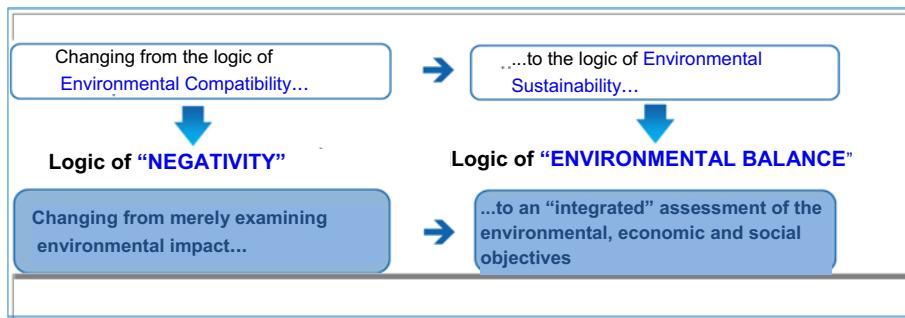 Changing from the logic of
Environmental Compatibility...
.. ...to the logic of Environmental
Sustainability...
Logic of “NEGATIVITY”
Logic of “ENVIRONMENTAL BALANCE”
Changing from merely examining
environmental impact...
...to an “integrated” assessment of the
environmental, economic and social
objectives